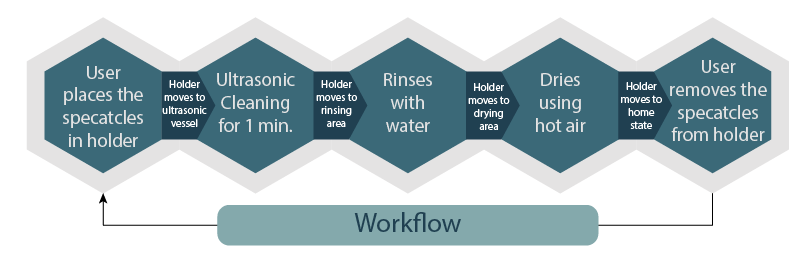 User
places the
specatcles
in holder
Holder
moves to
ultrasonic
vessel
Ultrasonic
Cleaning
for 1 min.
Holder
moves to
rinsing
area
Rinses
with
water
Holder
moves to
drying
area
Dries
using
hot air
Holder
moves to
home
state
User
removes the
specatcles
from holder
Workflow